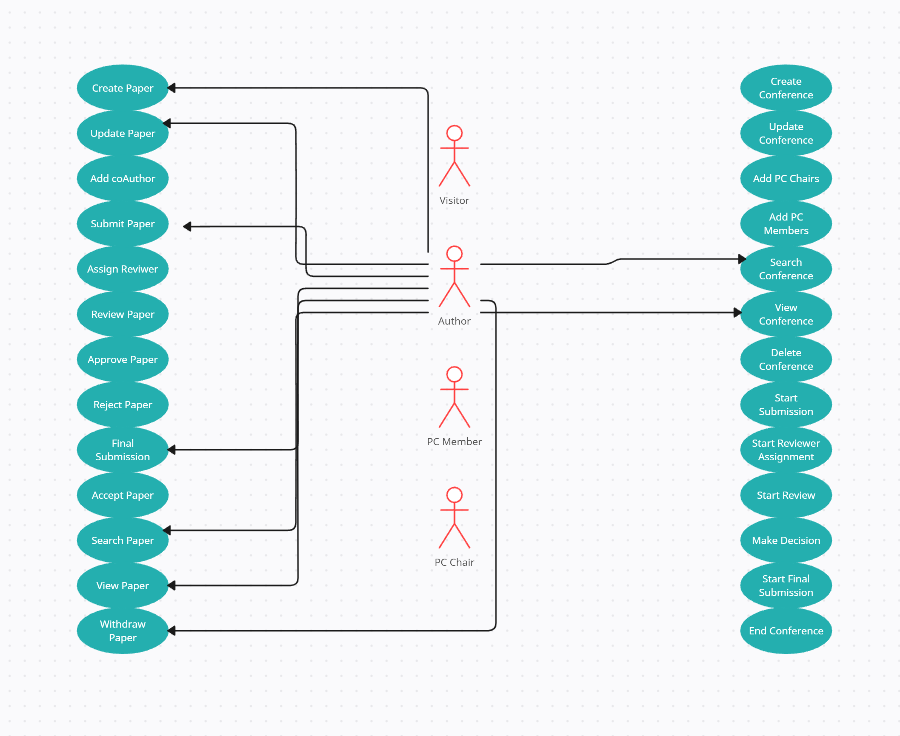 Create Paper
Update Paper
Add coAuthor
Submit Paper
Assign Reviwer
Review Paper
Approve Paper
Reject Paper
Final
Submission
Accept Paper
Search Paper
View Paper
Withdraw
Paper
Visitor
Author
PC Member
PC Chair
Create
Conference
Update
Conference
Add PC Chairs
Add PC
Members
Search
Conference
View
Conference
Delete
Conference
Start
Submission
Start Reviewer
Assignment
Start Review
Make Decision
Start Final
Submission
End Conference